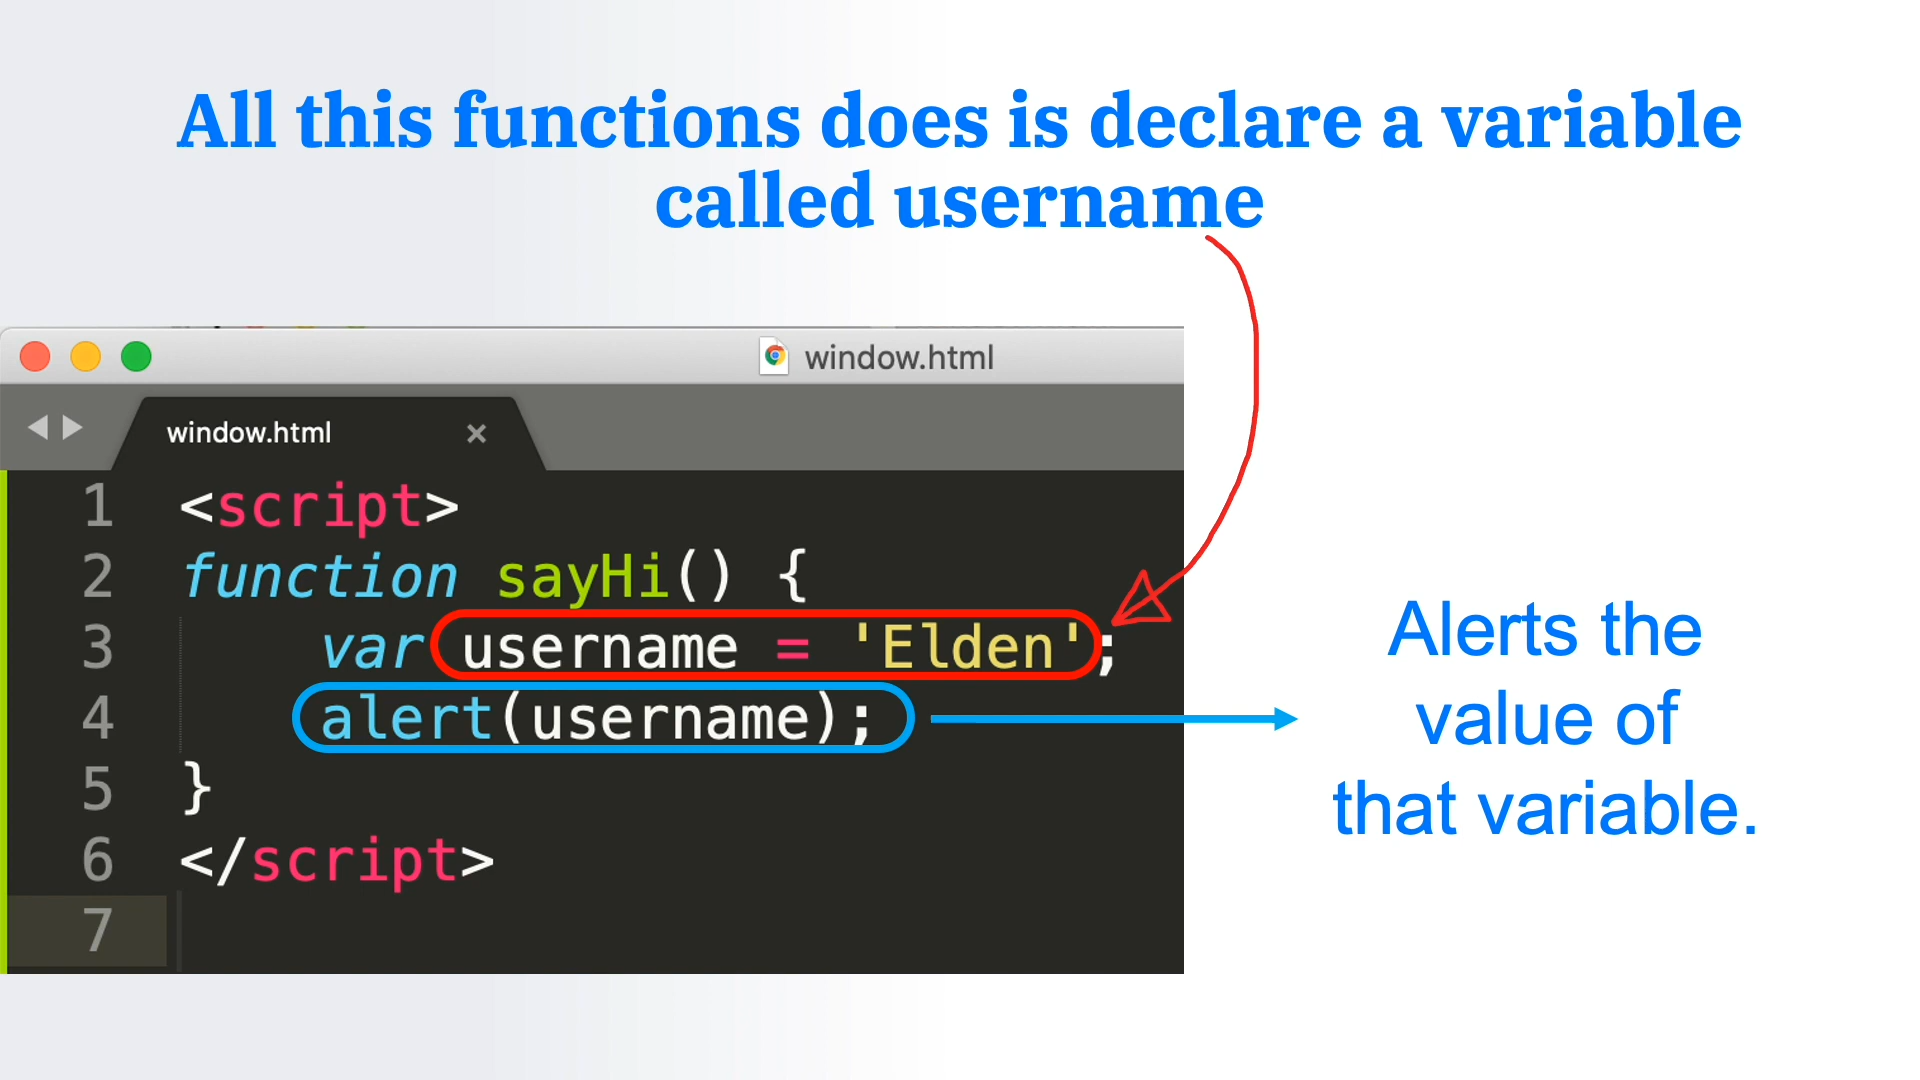 All this functions does is declare a variable
called username
window.html
window.html ×
1 <script>
2 function sayHi() {
3 var username = 'Elden';
4 alert(username);
5 }
6 </script>
7
Alerts the
value of
that variable.